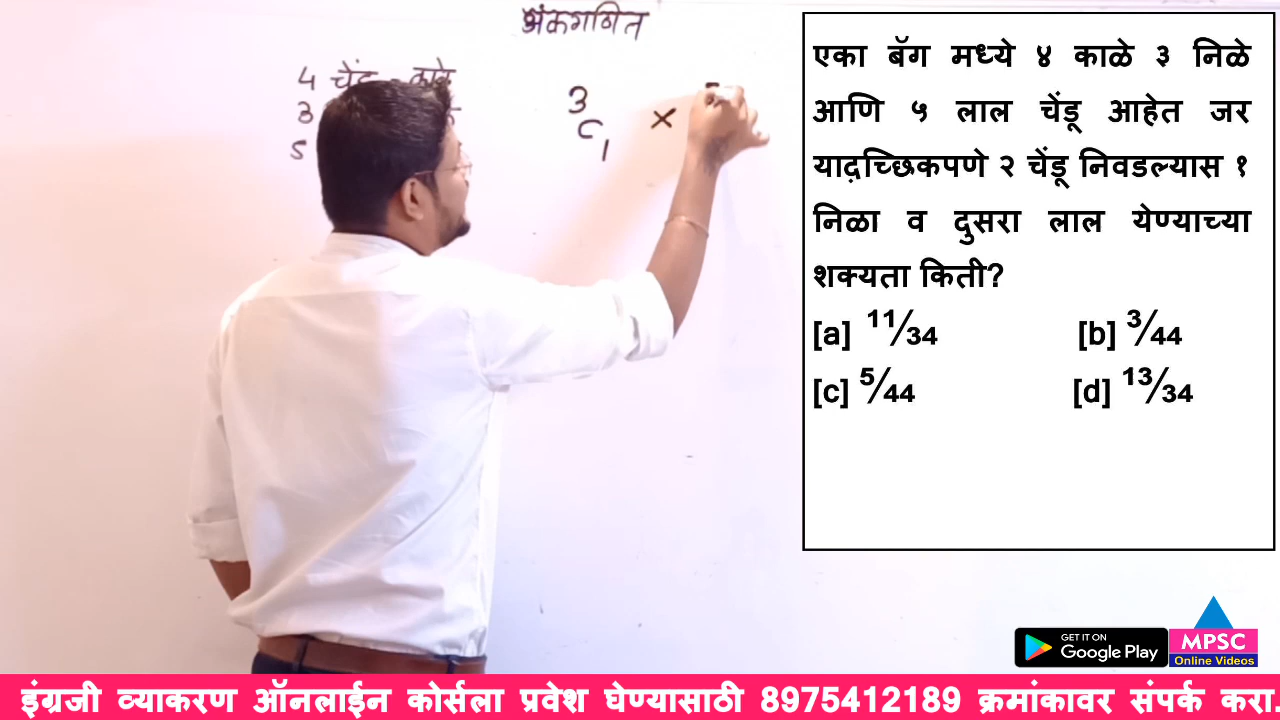 अंकगणित
4 चेंडू - काळे
3
5
3
C
1
×
एका बॅग मध्ये ४ काळे ३ निळे
आणि ५ लाल चेंडू आहेत जर
याद़च्छिकपणे २ चेंडू निवडल्यास १
निळा व दुसरा लाल येण्याच्या
शक्यता किती?
[a] ¹¹⁄₃₄ [b] ³⁄₄₄
[c] ⁵⁄₄₄ [d] ¹³⁄₃₄
GET IT ON
Google Play
MPSC
Online Videos
इंग्रजी व्याकरण ऑनलाईन कोर्सला प्रवेश घेण्यासाठी 8975412189 क्रमांकावर संपर्क करा.